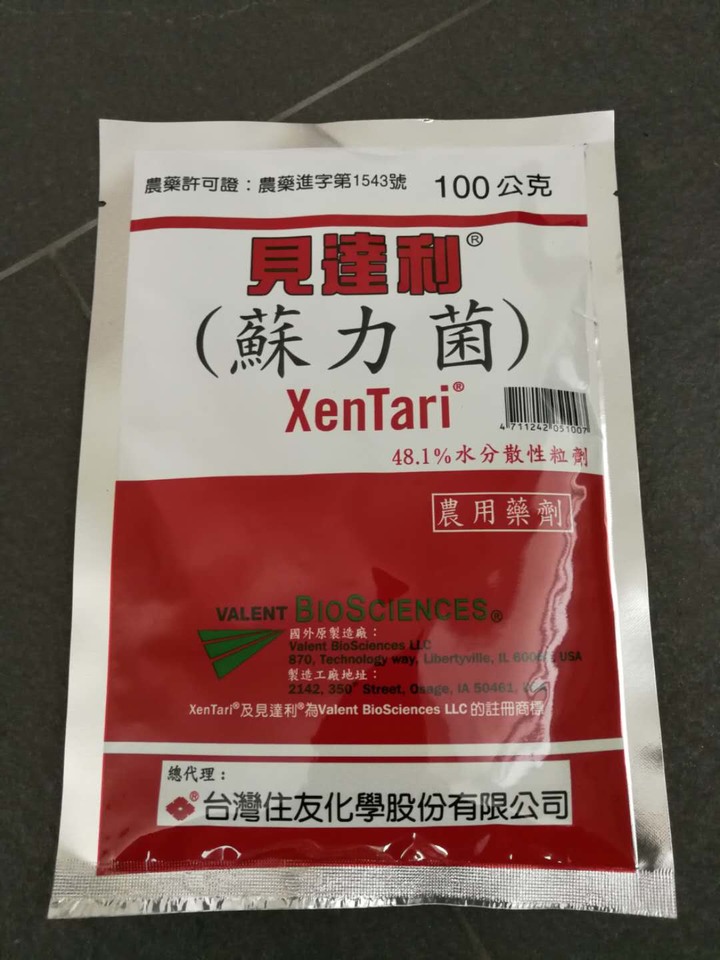 農藥許可證：農藥進字第1543號 100公克
見達利®
(蘇力菌)
XenTari®
4 711242 051007
48.1%水分散性粒劑
農用藥劑
VALENT BIOSCIENCES®
國外原製造廠：
Valent BioSciences LLC
870, Technology way, Libertyville, IL USA
製造工廠地址：
2142, 350° Street, Osage, IA 50461,
XenTari®及見達利®為Valent BioSciences LLC的註冊商標
總代理：
®台灣住友化學股份有限公司